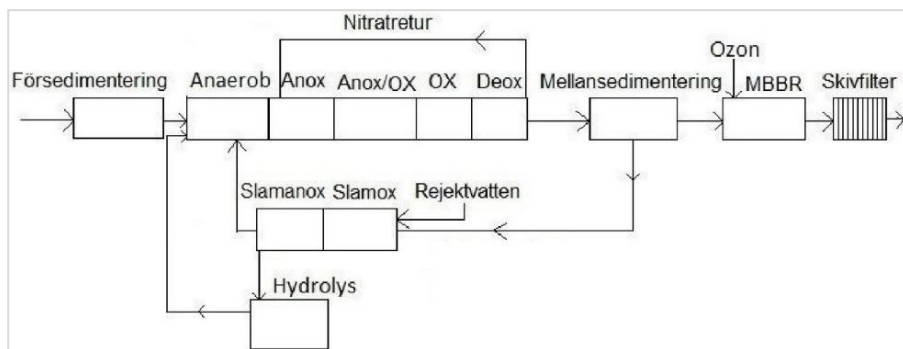 Nitratretur
Ozon
Försedimentering Anaerob Anox Anox/OX OX Deox Mellansedimentering MBBR Skivfilter
Slamanox Slamox Rejektvatten
Hydrolys